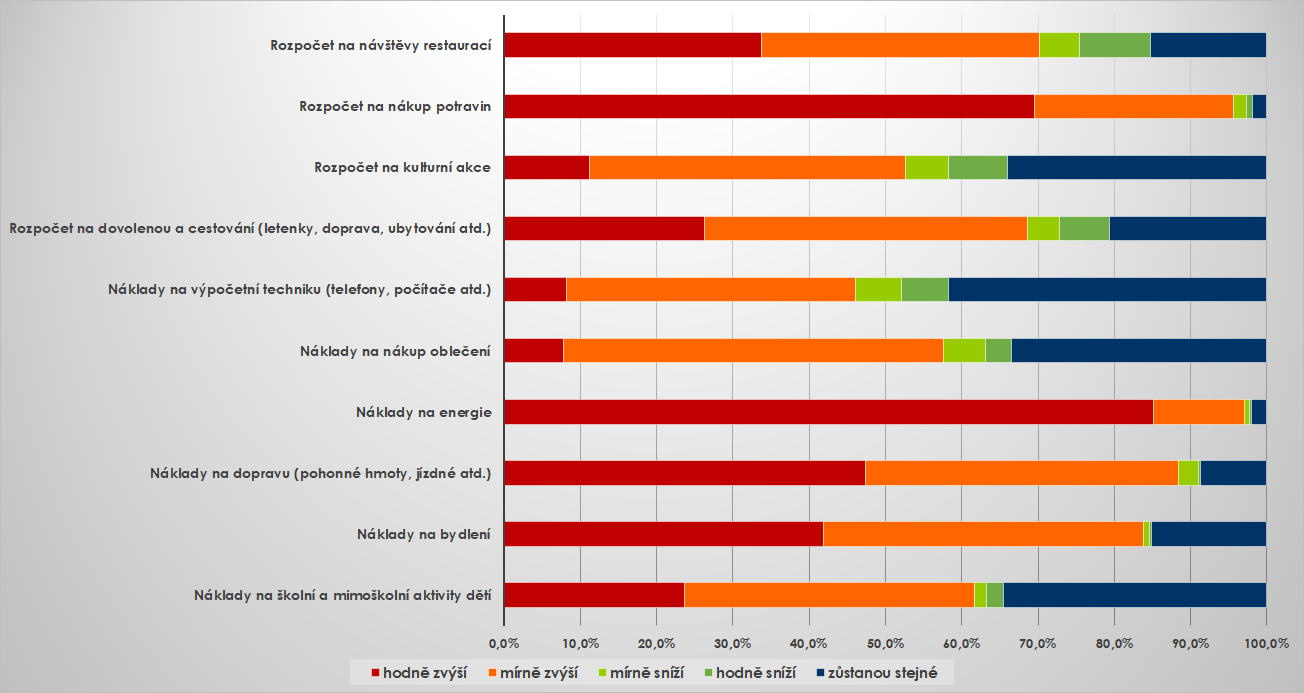 Rozpočet na návštěvy restaurací
Rozpočet na nákup potravin
Rozpočet na kulturní akce
Rozpočet na dovolenou a cestování (letenky, doprava, ubytování atd.)
Náklady na výpočetní techniku (telefony, počítače atd.)
Náklady na nákup oblečení
Náklady na energie
Náklady na dopravu (pohonné hmoty, jízdné atd.)
Náklady na bydlení
Náklady na školní a mimoškolní aktivity dětí
0,0% 10,0% 20,0% 30,0% 40,0% 50,0% 60,0% 70,0% 80,0% 90,0% 100,0%
hodně zvýší mírně zvýší mírně sníží hodně sníží zůstanou stejné